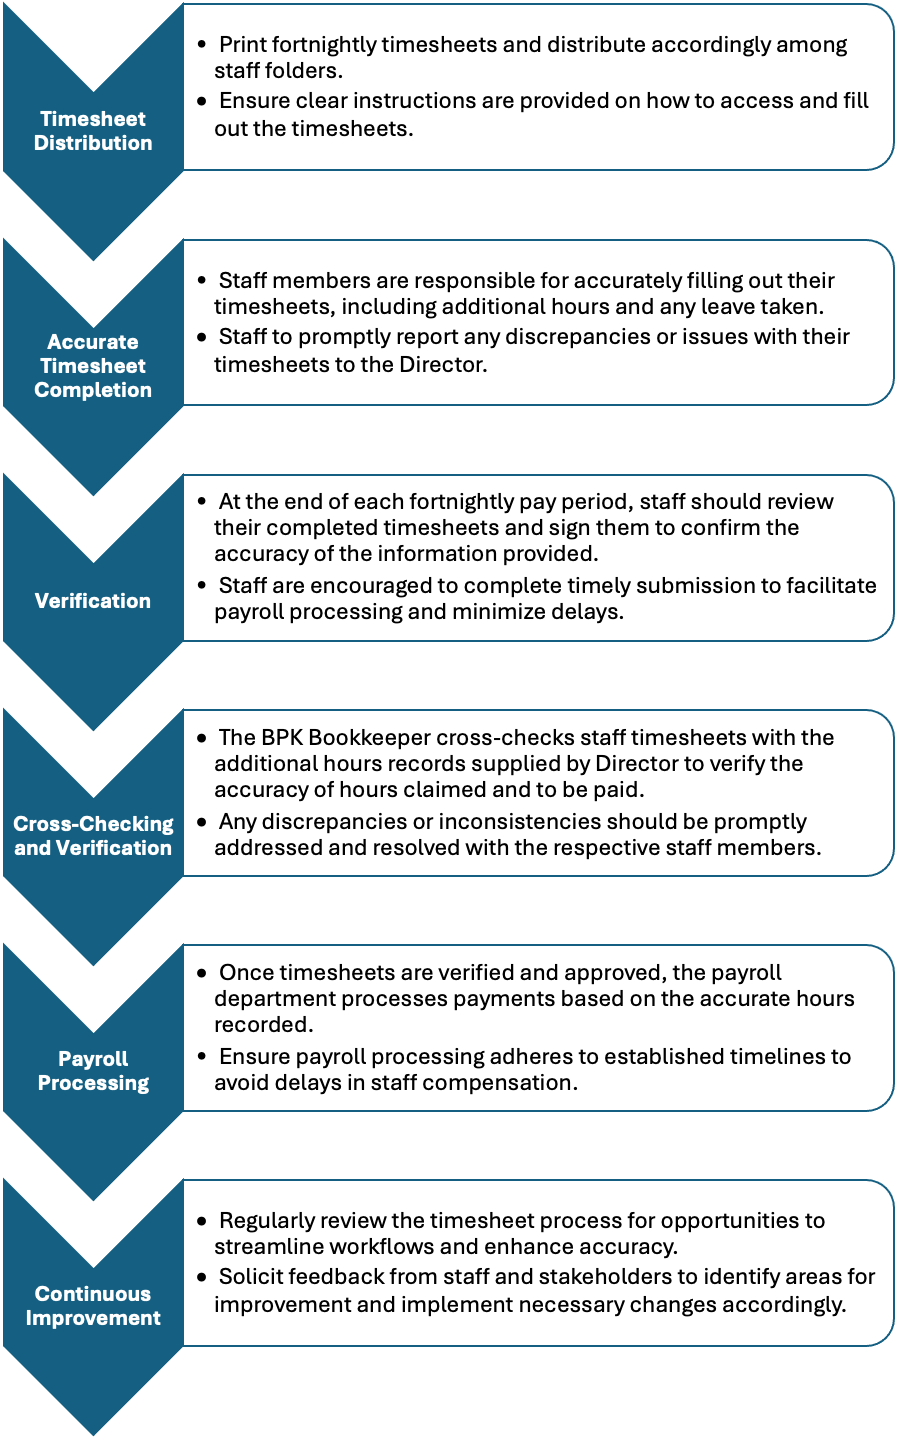 Timesheet
Distribution
• Print fortnightly timesheets and distribute accordingly among
staff folders.
• Ensure clear instructions are provided on how to access and fill
out the timesheets.
Accurate
Timesheet
Completion
• Staff members are responsible for accurately filling out their
timesheets, including additional hours and any leave taken.
• Staff to promptly report any discrepancies or issues with their
timesheets to the Director.
Verification
• At the end of each fortnightly pay period, staff should review
their completed timesheets and sign them to confirm the
accuracy of the information provided.
• Staff are encouraged to complete timely submission to facilitate
payroll processing and minimize delays.
Cross-Checking
and Verification
• The BPK Bookkeeper cross-checks staff timesheets with the
additional hours records supplied by Director to verify the
accuracy of hours claimed and to be paid.
• Any discrepancies or inconsistencies should be promptly
addressed and resolved with the respective staff members.
Payroll
Processing
• Once timesheets are verified and approved, the payroll
department processes payments based on the accurate hours
recorded.
• Ensure payroll processing adheres to established timelines to
avoid delays in staff compensation.
Continuous
Improvement
• Regularly review the timesheet process for opportunities to
streamline workflows and enhance accuracy.
• Solicit feedback from staff and stakeholders to identify areas for
improvement and implement necessary changes accordingly.